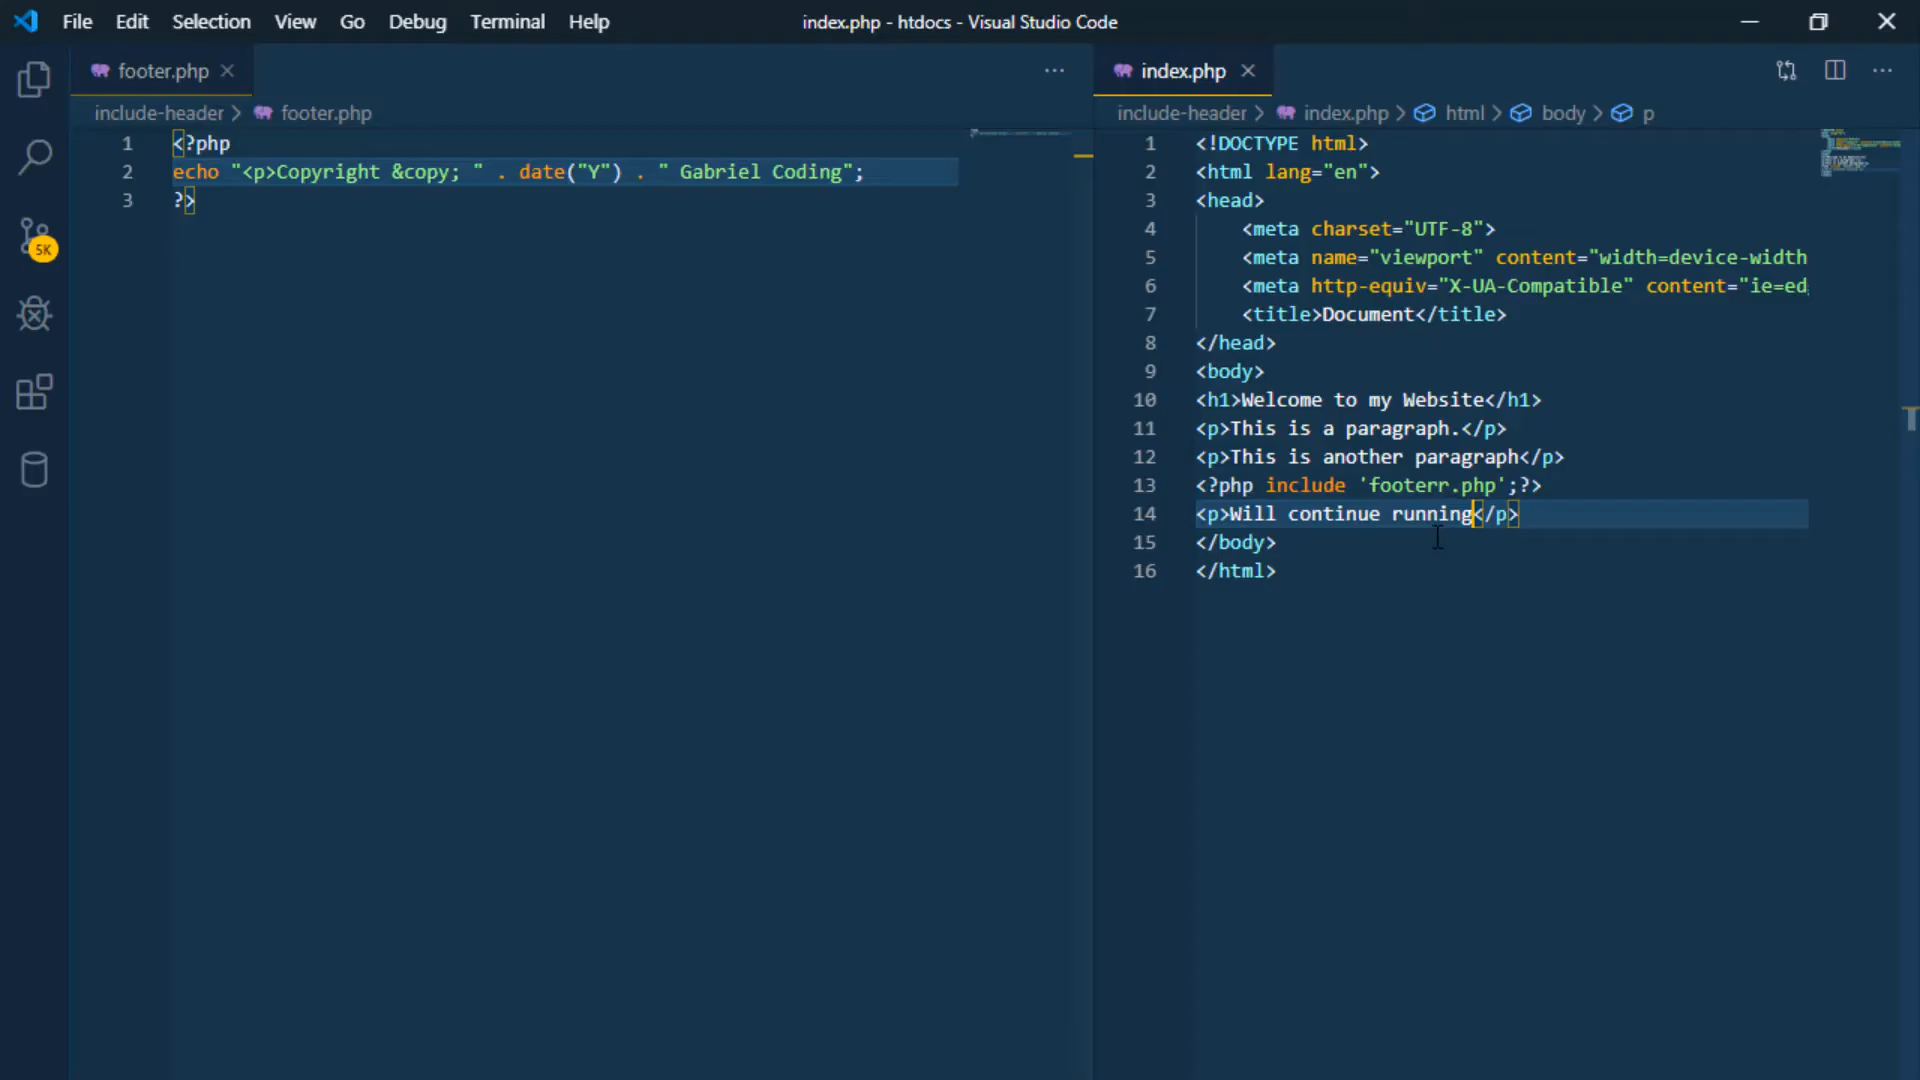 File Edit Selection View Go Debug Terminal Help
index.php - htdocs - Visual Studio Code
footer.php
include-header > footer.php
1 <?php
2 echo "<p>Copyright &copy; " . date("Y") . " Gabriel Coding";
3 ?>
5K
index.php
include-header > index.php > html > body > p
1 <!DOCTYPE html>
2 <html lang="en">
3 <head>
4 <meta charset="UTF-8">
5 <meta name="viewport" content="width=device-width
6 <meta http-equiv="X-UA-Compatible" content="ie=ed
7 <title>Document</title>
8 </head>
9 <body>
10 <h1>Welcome to my Website</h1>
11 <p>This is a paragraph.</p>
12 <p>This is another paragraph</p>
13 <?php include 'footerr.php';?>
14 <p>Will continue running</p>
15 </body>
16 </html>